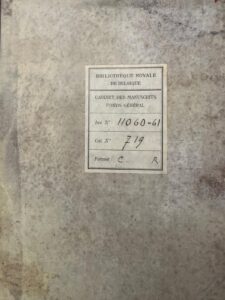 BIBLIOTHÈQUE ROYALE
DE BELGIQUE
CABINET DES MANUSCRITS
FONDS GÉNÉRAL
Inv. N° 11060-61
Cat. N° 719
Format C R